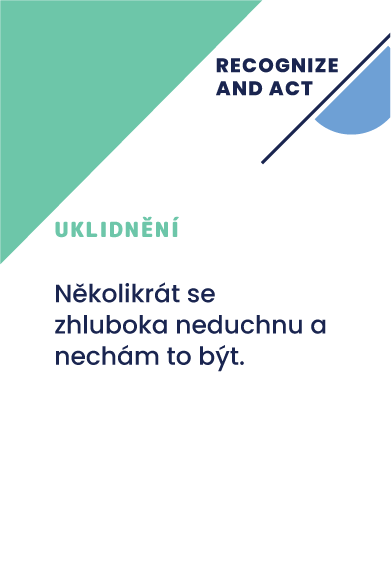 RECOGNIZE
AND ACT
UKLIDNĚNÍ
Několikrát se
zhluboka neduchnu a
nechám to být.